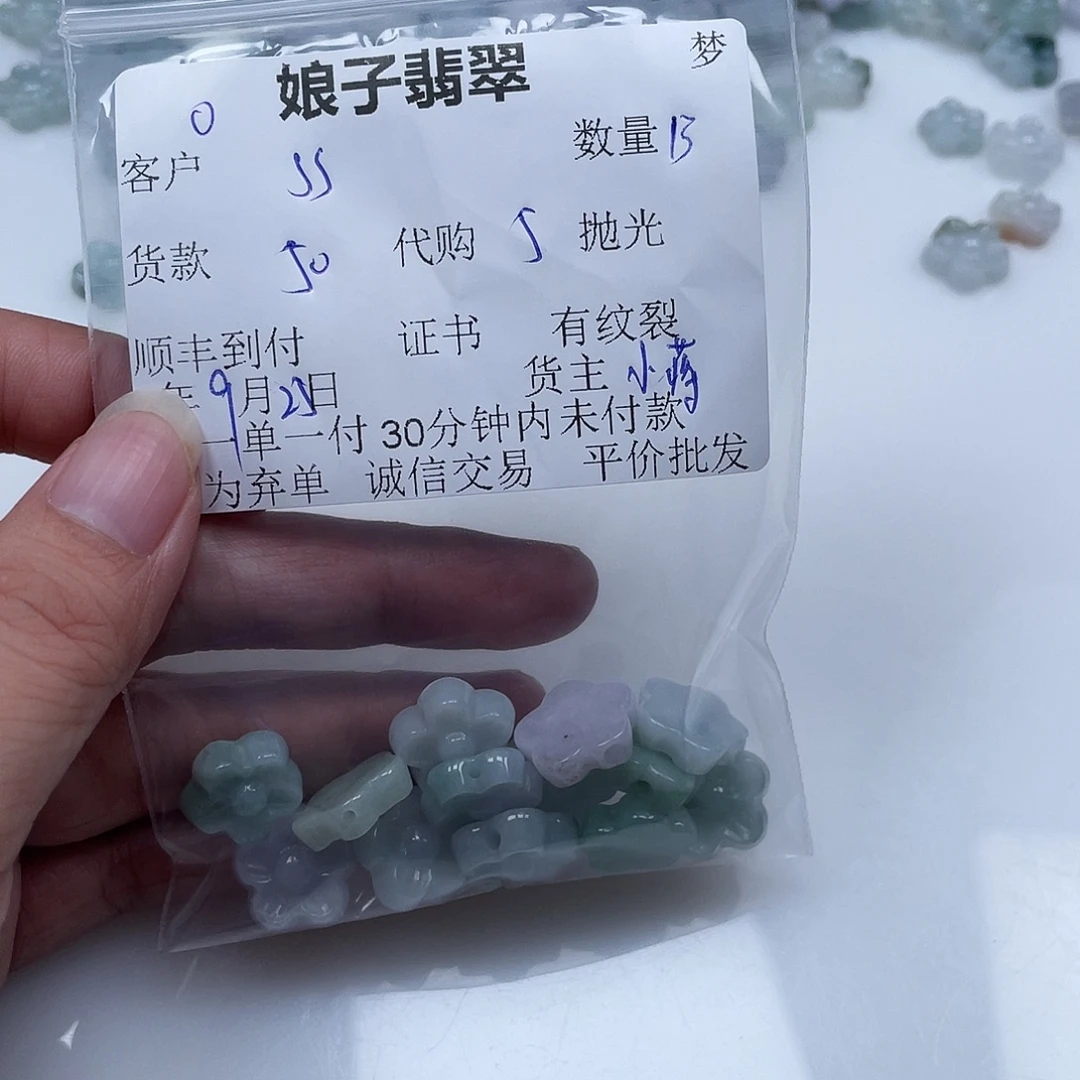 娘子翡翠 梦
0
客户 55 数量 13
货款 50 代购 5 抛光
顺丰到付 证书 有纹裂
年9月25日 货主 小蒋
一单一付 30分钟内未付款
为弃单 诚信交易 平价批发